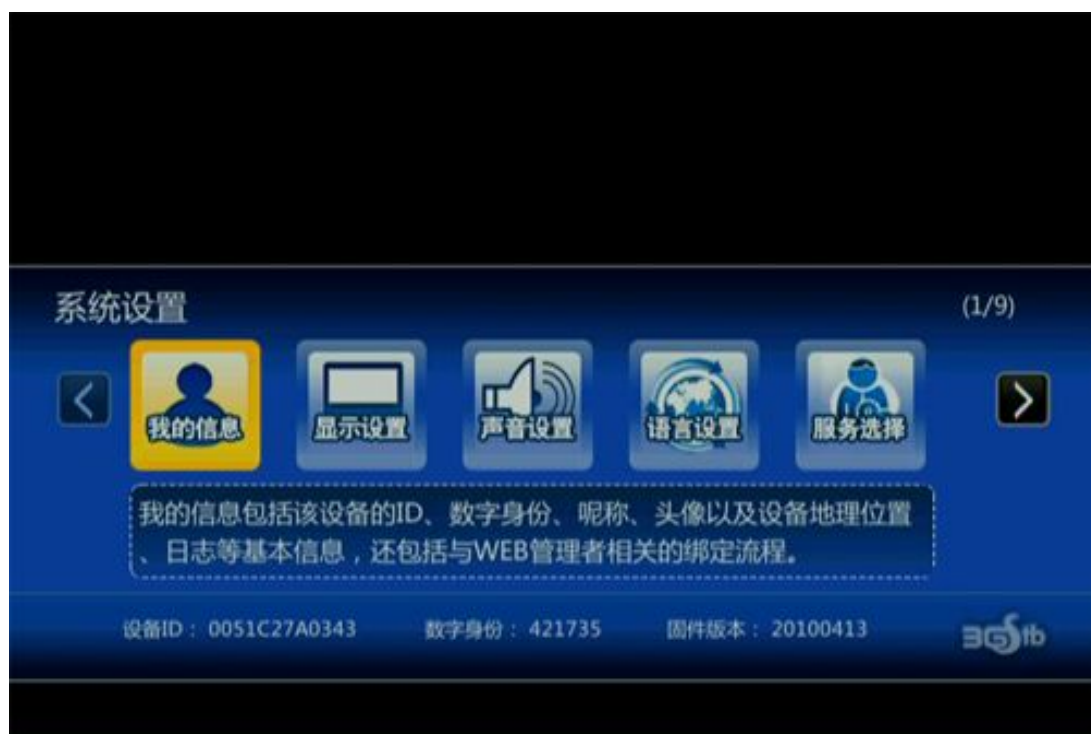 系统设置
(1/9)
我的信息
显示设置
声音设置
语言设置
服务选择
我的信息包括该设备的ID、数字身份、呢称、头像以及设备地理位置
、日志等基本信息，还包括与WEB管理者相关的绑定流程。
设备ID： 0051C27A0343 数字身份： 421735 固件版本： 20100413
3GStb